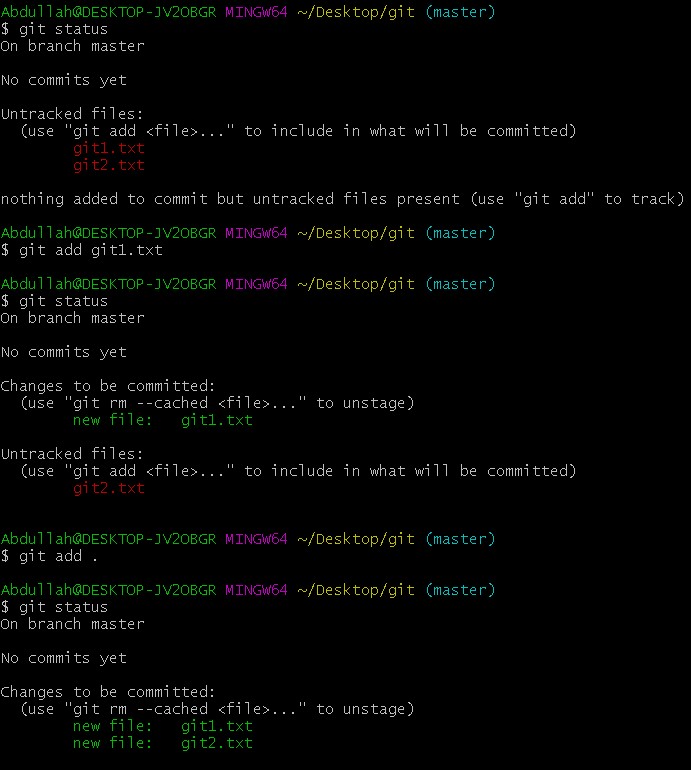 Abdullah@DESKTOP-JV2OBGR MINGW64 ~/Desktop/git (master)
$ git status
On branch master
No commits yet
Untracked files:
  (use "git add <file>..." to include in what will be committed)
        git1.txt
        git2.txt
nothing added to commit but untracked files present (use "git add" to track)
Abdullah@DESKTOP-JV2OBGR MINGW64 ~/Desktop/git (master)
$ git add git1.txt
Abdullah@DESKTOP-JV2OBGR MINGW64 ~/Desktop/git (master)
$ git status
On branch master
No commits yet
Changes to be committed:
  (use "git rm --cached <file>..." to unstage)
        new file:   git1.txt
Untracked files:
  (use "git add <file>..." to include in what will be committed)
        git2.txt
Abdullah@DESKTOP-JV2OBGR MINGW64 ~/Desktop/git (master)
$ git add .
Abdullah@DESKTOP-JV2OBGR MINGW64 ~/Desktop/git (master)
$ git status
On branch master
No commits yet
Changes to be committed:
  (use "git rm --cached <file>..." to unstage)
        new file:   git1.txt
        new file:   git2.txt